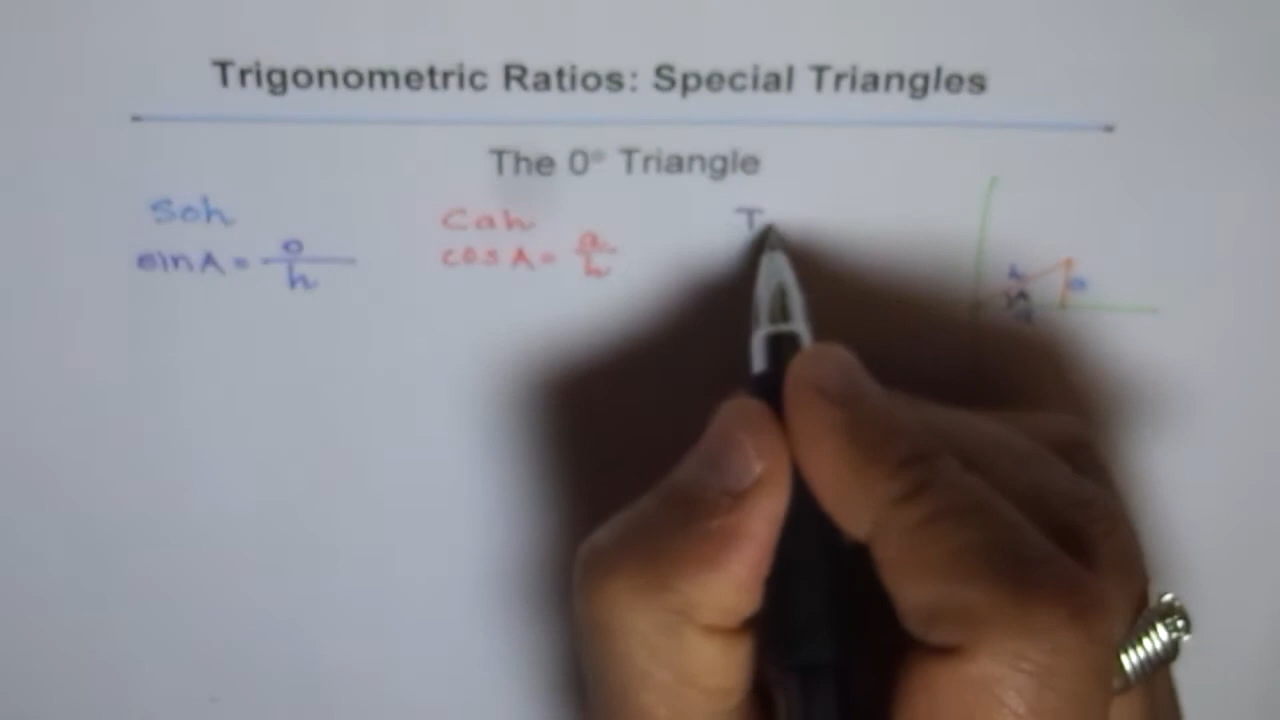 Trigonometric Ratios: Special Triangles
The 0° Triangle
Soh
sin A = o/h
Cah
cos A = a/h
T
h
o